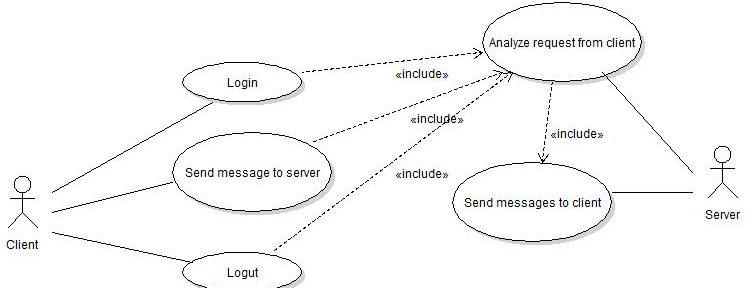 Analyze request from client
«include»
Login
«include»
«include»
Send message to server
«include»
Send messages to client
Client
Server
Logut